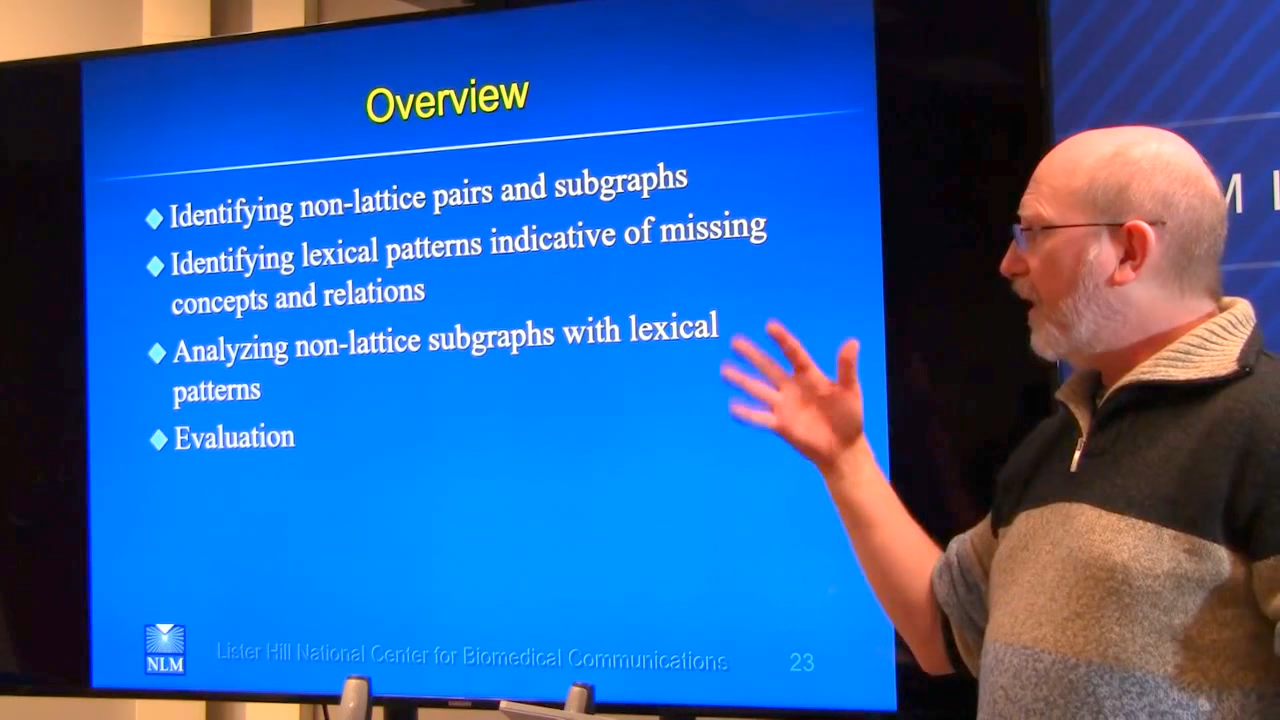 Overview
Identifying non-lattice pairs and subgraphs
Identifying lexical patterns indicative of missing
concepts and relations
Analyzing non-lattice subgraphs with lexical
patterns
Evaluation
NLM
Lister Hill National Center for Biomedical Communications
23